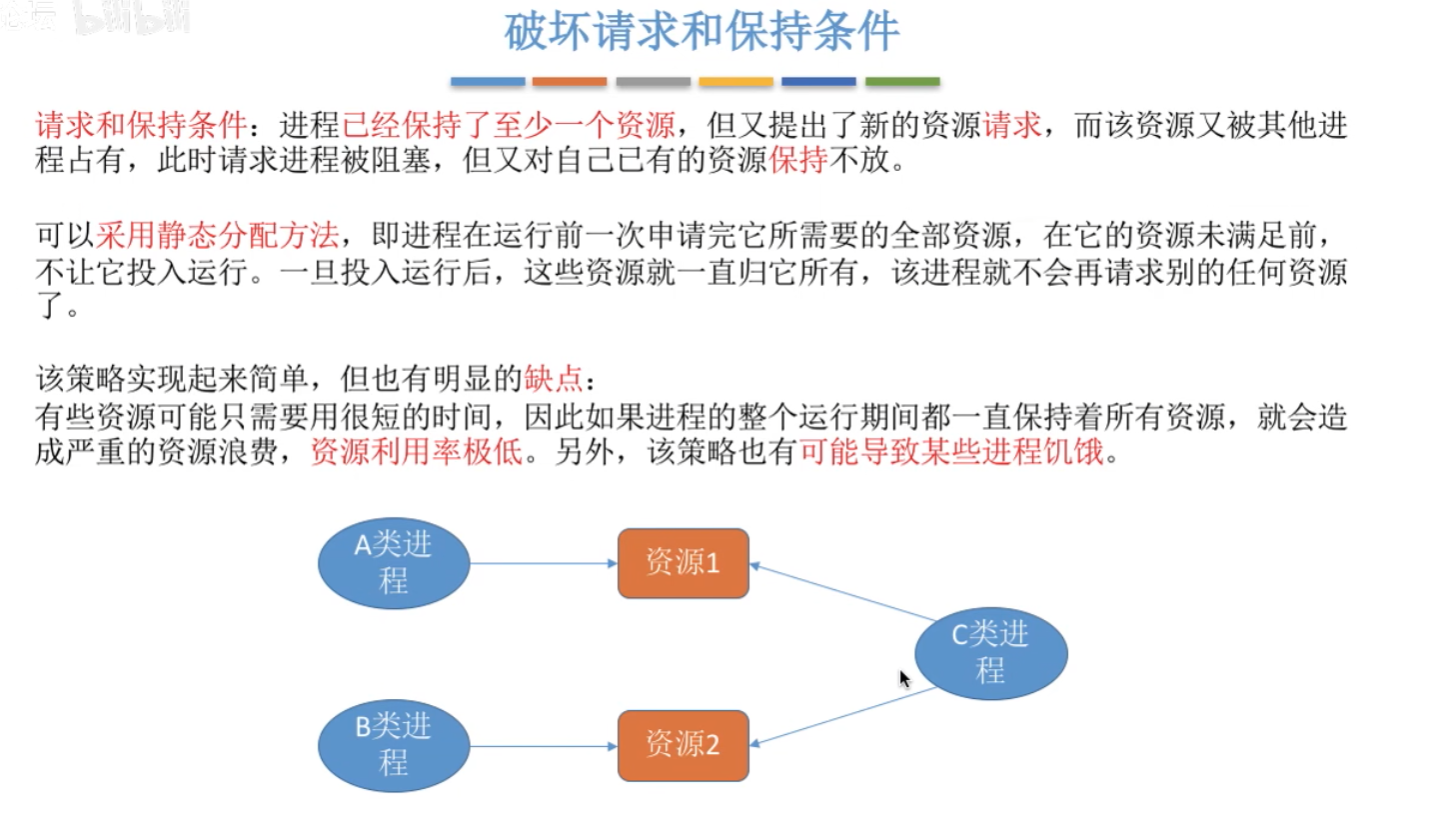 bilibili
破坏请求和保持条件
请求和保持条件：进程已经保持了至少一个资源，但又提出了新的资源请求，而该资源又被其他进
程占有，此时请求进程被阻塞，但又对自己已有的资源保持不放。
可以采用静态分配方法，即进程在运行前一次申请完它所需要的全部资源，在它的资源未满足前，
不让它投入运行。一旦投入运行后，这些资源就一直归它所有，该进程就不会再请求别的任何资源
了。
该策略实现起来简单，但也有明显的缺点：
有些资源可能只需要用很短的时间，因此如果进程的整个运行期间都一直保持着所有资源，就会造
成严重的资源浪费，资源利用率极低。另外，该策略也有可能导致某些进程饥饿。
A类进
程
资源1
C类进
程
B类进
程
资源2